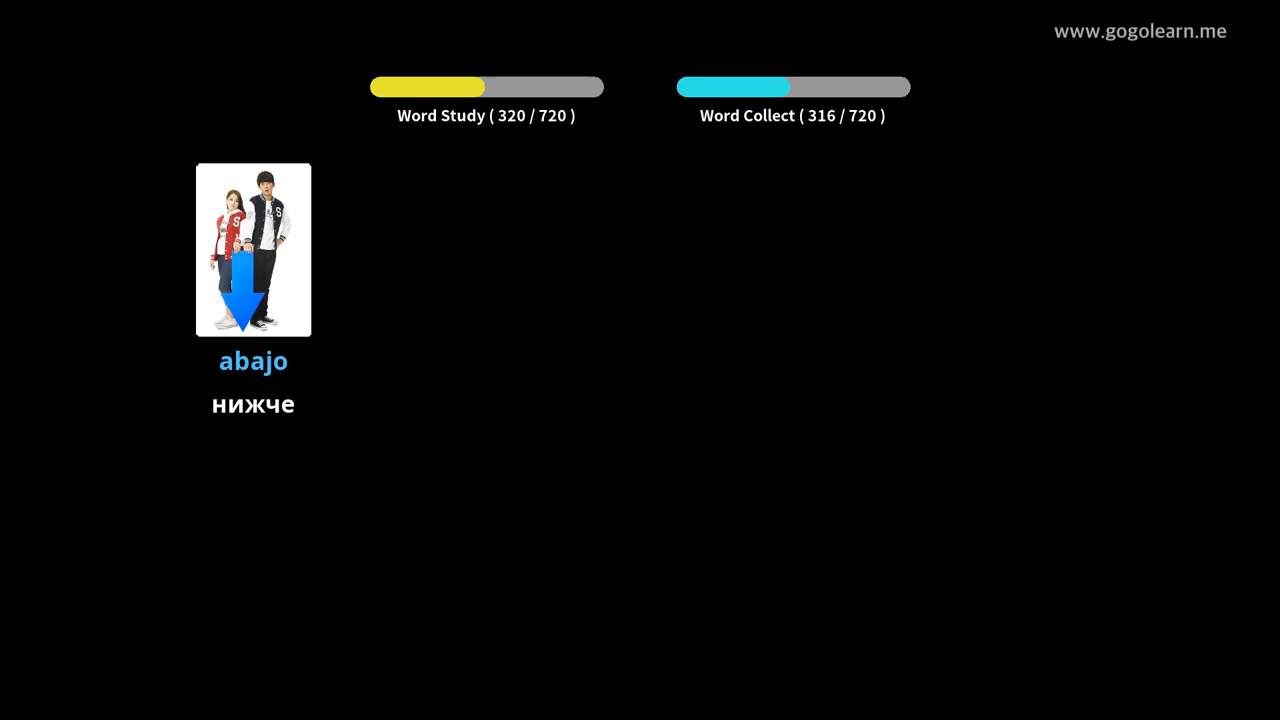 www.gogolearn.me
Word Study ( 320 / 720 )
Word Collect ( 316 / 720 )
S
S
abajo
нижче